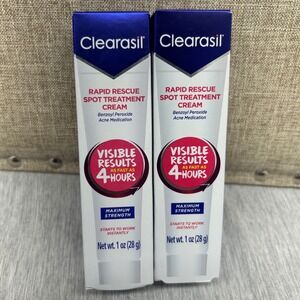 Clearasil
RAPID RESCUE
SPOT TREATMENT
CREAM
Benzoyl Peroxide
Acne Medication
VISIBLE
RESULTS
AS FAST AS
4 HOURS
MAXIMUM
STRENGTH
STARTS TO WORK
INSTANTLY
Net wt. 1 oz (28 g)
Clearasil
RAPID RESCUE
SPOT TREATMENT
CREAM
Benzoyl Peroxide
Acne Medication
VISIBLE
RESULTS
AS FAST AS
4 HOURS
MAXIMUM
STRENGTH
STARTS TO WORK
INSTANTLY
Net wt. 1 oz (28 g)